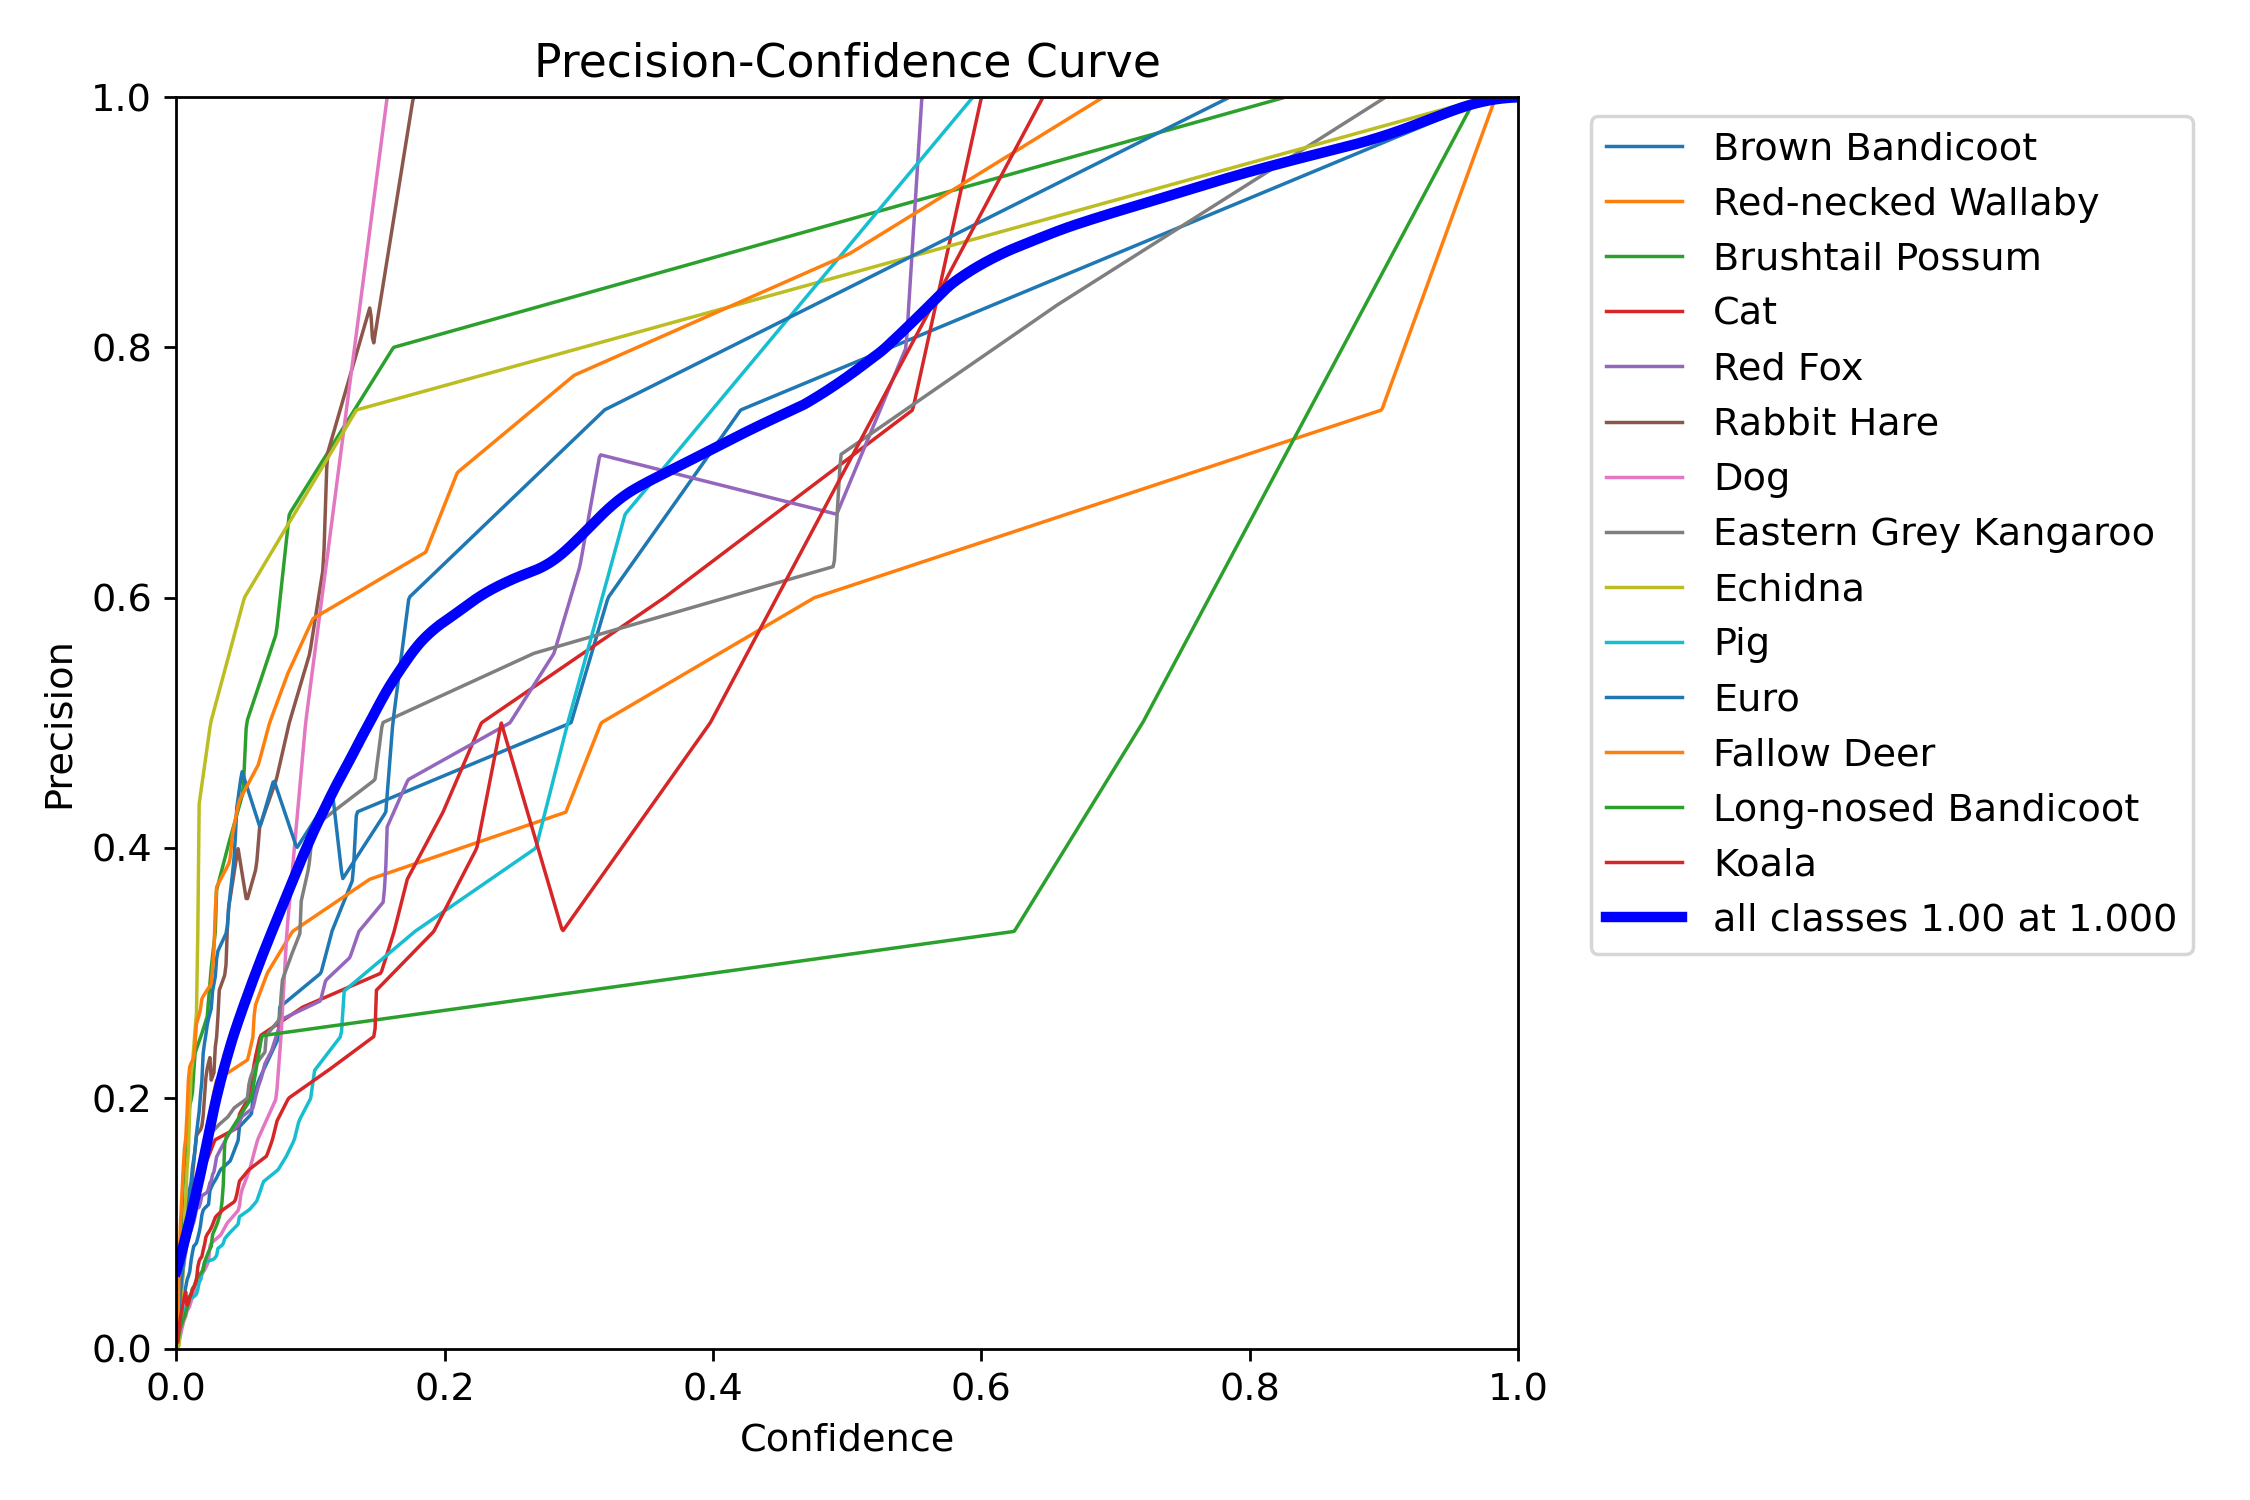 Precision-Confidence Curve
1.0
0.8
0.6
0.4
0.2
0.0
Precision
0.0 0.2 0.4 0.6 0.8 1.0
Confidence
Brown Bandicoot
Red-necked Wallaby
Brushtail Possum
Cat
Red Fox
Rabbit Hare
Dog
Eastern Grey Kangaroo
Echidna
Pig
Euro
Fallow Deer
Long-nosed Bandicoot
Koala
all classes 1.00 at 1.000